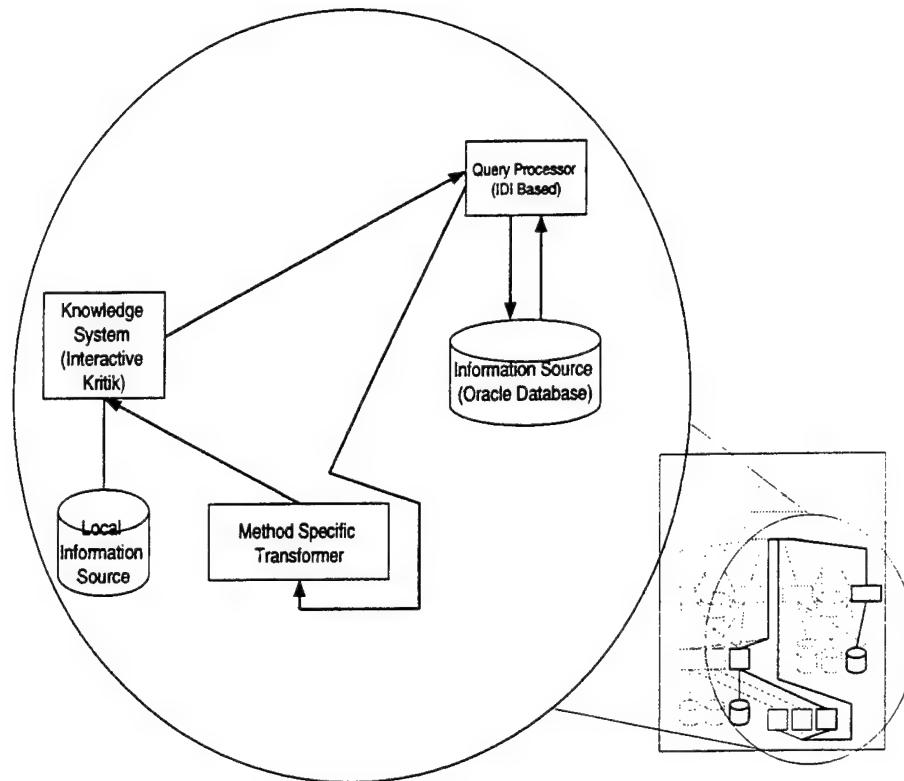 Query Processor
(IDI Based)
Knowledge
System
(Interactive
Kritik)
Information Source
(Oracle Database)
Local
Information
Source
Method Specific
Transformer